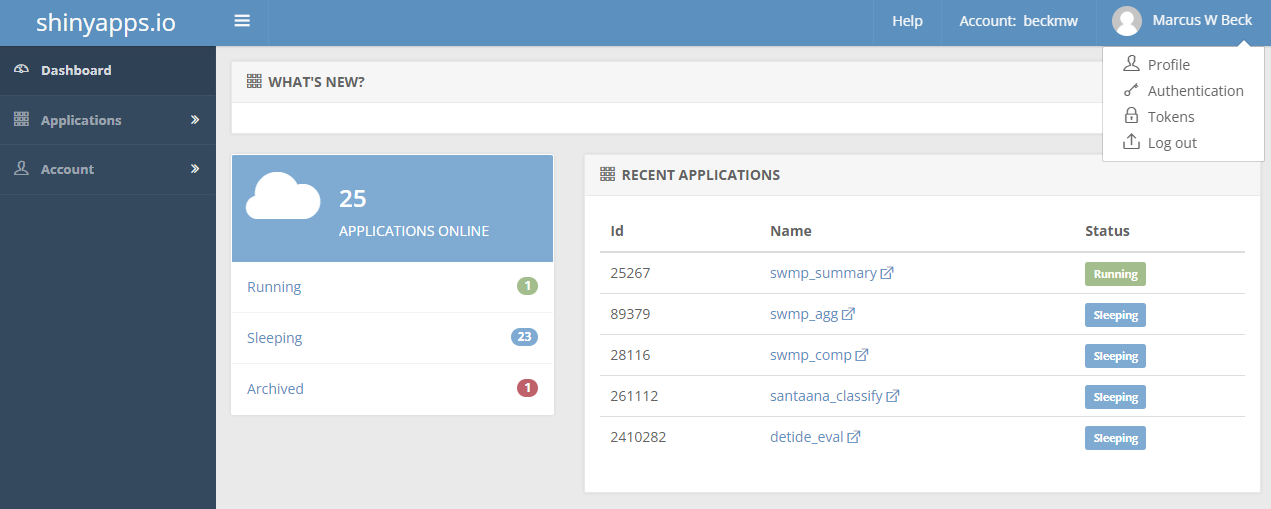 shinyapps.io
Help
Account: beckmw
Marcus W Beck
Profile
Authentication
Tokens
Log out
Dashboard
Applications
Account
WHAT'S NEW?
25
APPLICATIONS ONLINE
Running 1
Sleeping 23
Archived 1
RECENT APPLICATIONS
Id Name Status
25267 swmp_summary Running
89379 swmp_agg Sleeping
28116 swmp_comp Sleeping
261112 santaana_classify Sleeping
2410282 detide_eval Sleeping